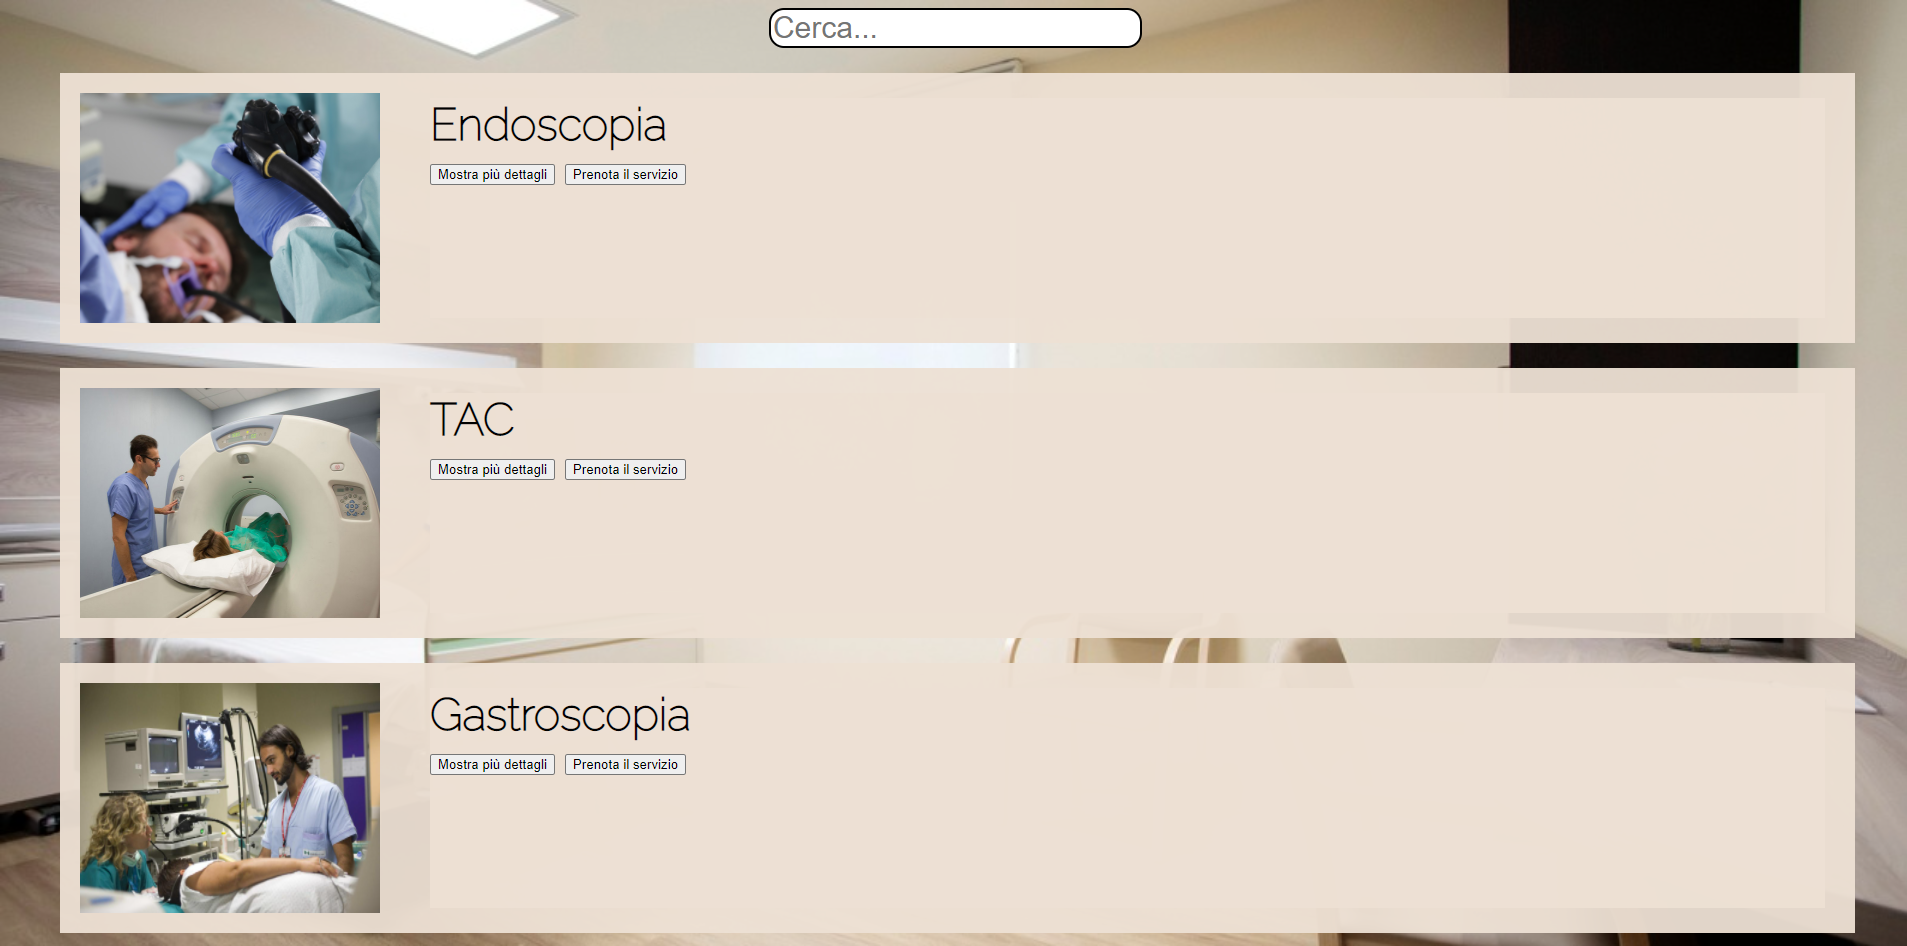 Cerca...
Endoscopia
Mostra più dettagli Prenota il servizio
TAC
Mostra più dettagli Prenota il servizio
Gastroscopia
Mostra più dettagli Prenota il servizio